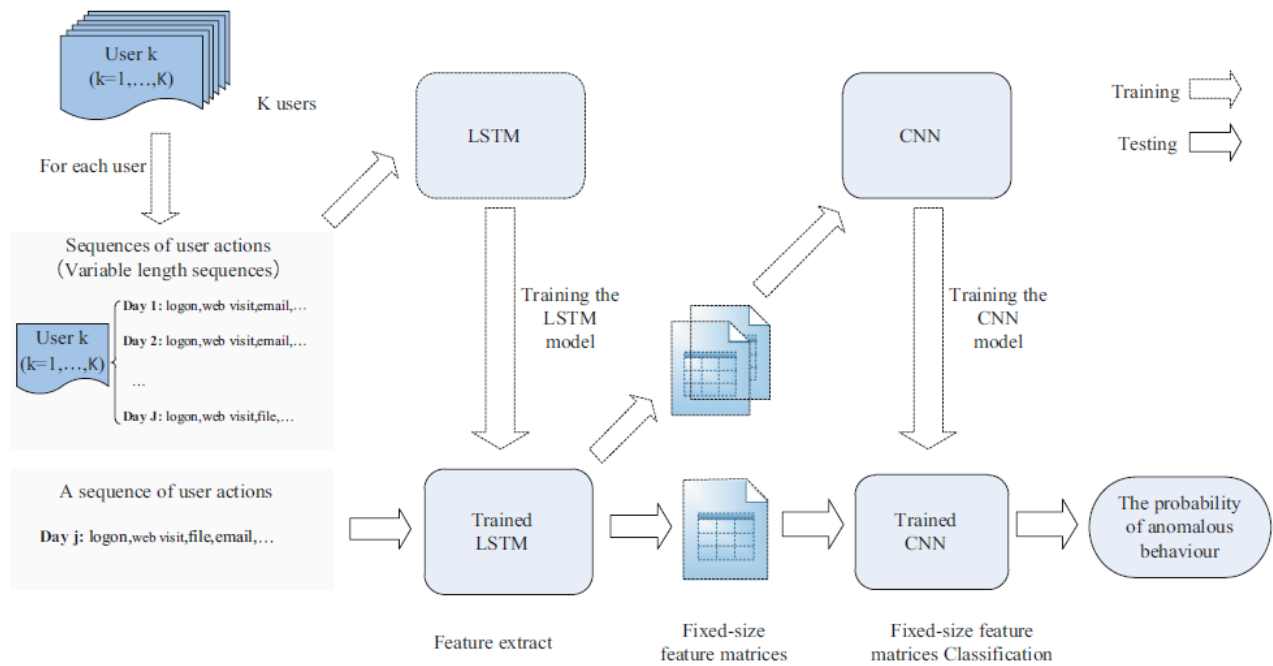 User k
(k=1,…,K)
K users
For each user
LSTM
CNN
Training
Testing
Sequences of user actions
(Variable length sequences)
User k
(k=1,…,K)
Day 1: logon,web visit,email,…
Day 2: logon,web visit,email,…
…
Day J: logon,web visit,file,…
Training the
LSTM
model
Training the
CNN
model
A sequence of user actions
Day j: logon,web visit,file,email,…
Trained
LSTM
Trained
CNN
The probability
of anomalous
behaviour
Feature extract
Fixed-size
feature matrices
Fixed-size feature
matrices Classification